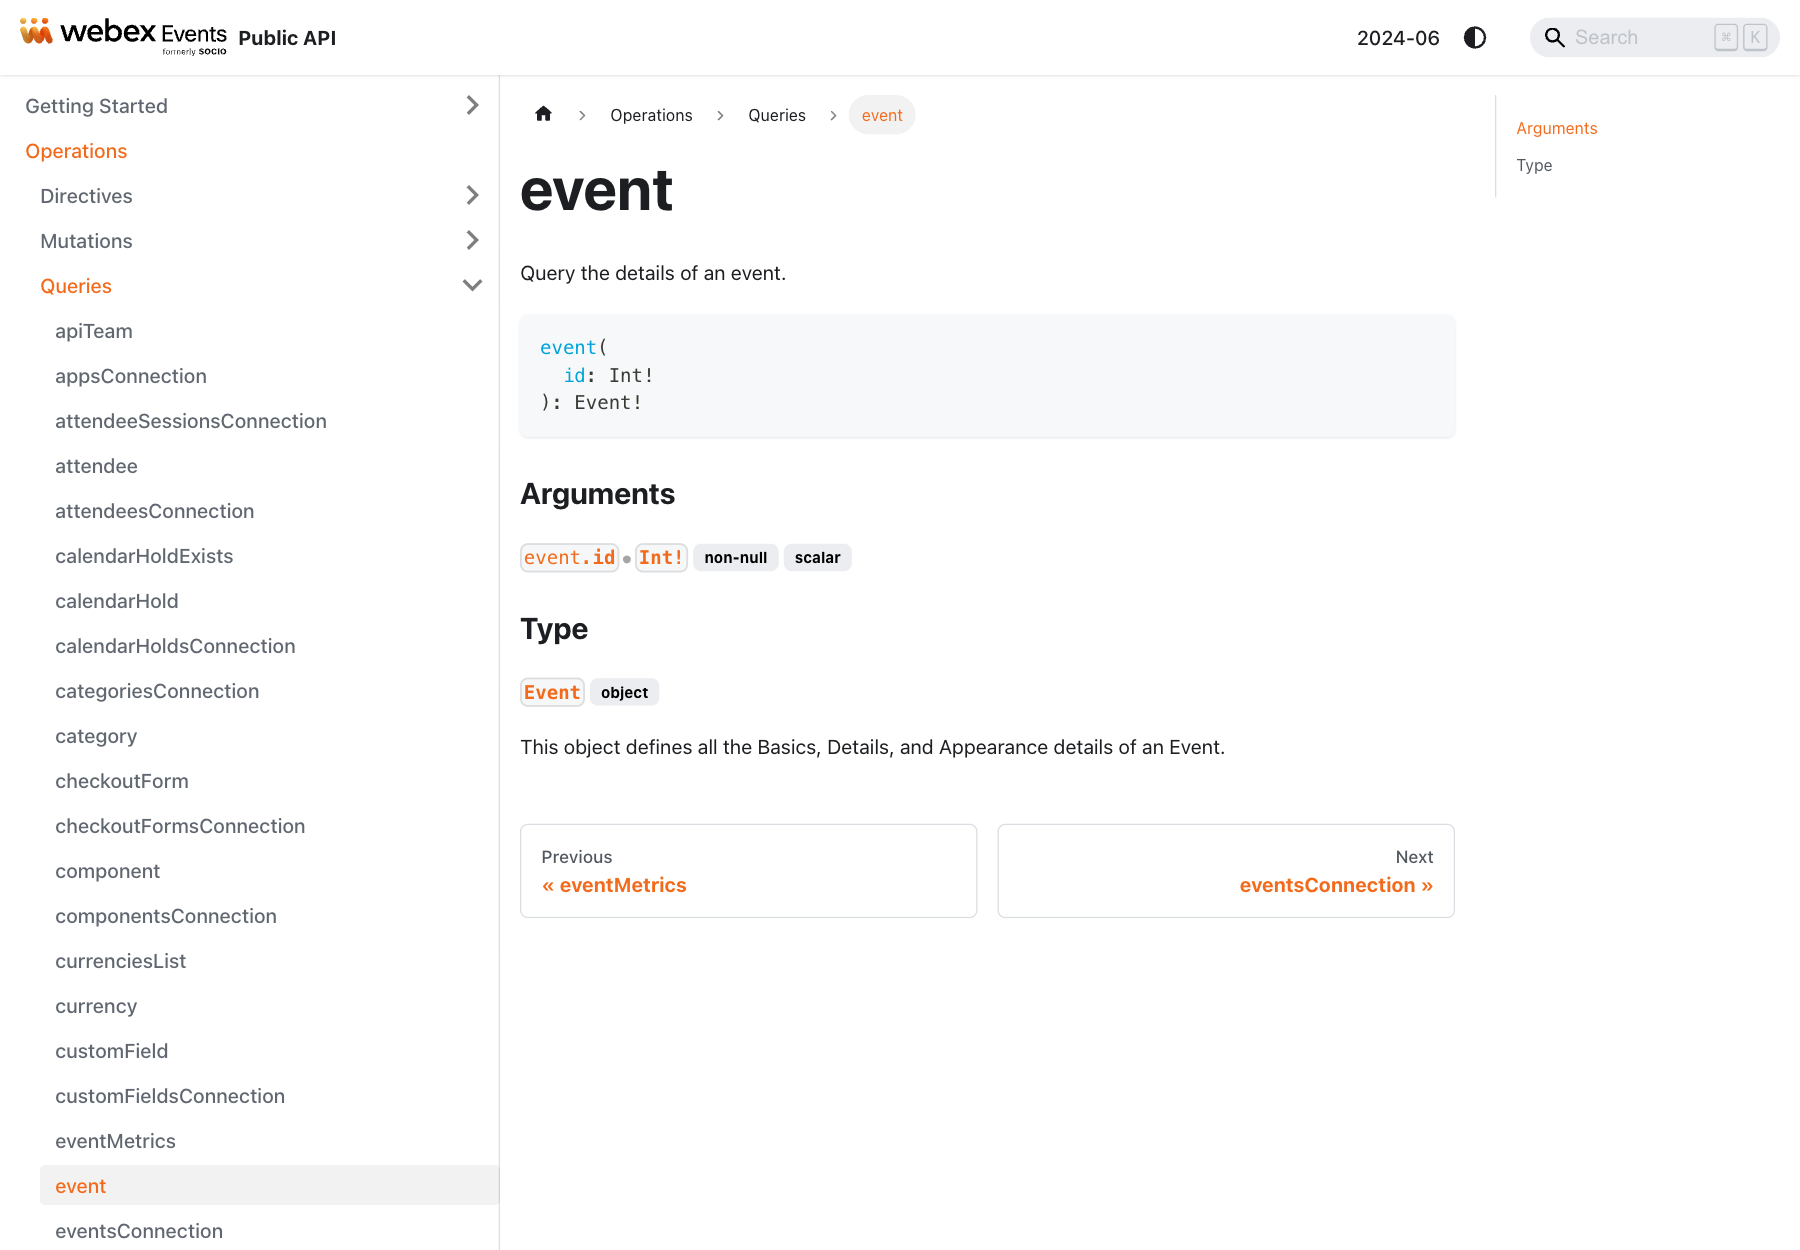 webex Events
formerly SOCIO
Public API
2024-06
Search
⌘ K
Getting Started
Operations
Directives
Mutations
Queries
apiTeam
appsConnection
attendeeSessionsConnection
attendee
attendeesConnection
calendarHoldExists
calendarHold
calendarHoldsConnection
categoriesConnection
category
checkoutForm
checkoutFormsConnection
component
componentsConnection
currenciesList
currency
customField
customFieldsConnection
eventMetrics
event
eventsConnection
Operations
Queries
event
event
Query the details of an event.
event(
  id: Int!
): Event!
Arguments
event.id • Int! non-null scalar
Type
Event object
This object defines all the Basics, Details, and Appearance details of an Event.
Previous
« eventMetrics
Next
eventsConnection »
Arguments
Type